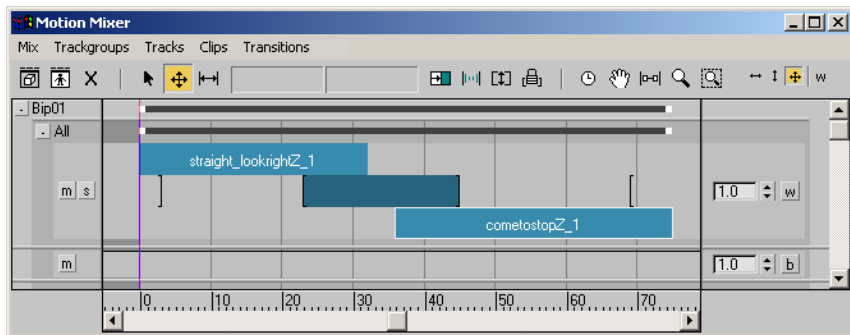 Motion Mixer
Mix Trackgroups Tracks Clips Transitions
w
- Bip01
- All
straight_lookrightZ_1
m s
1.0 w
cometostopZ_1
m
1.0 b
0 10 20 30 40 50 60 70